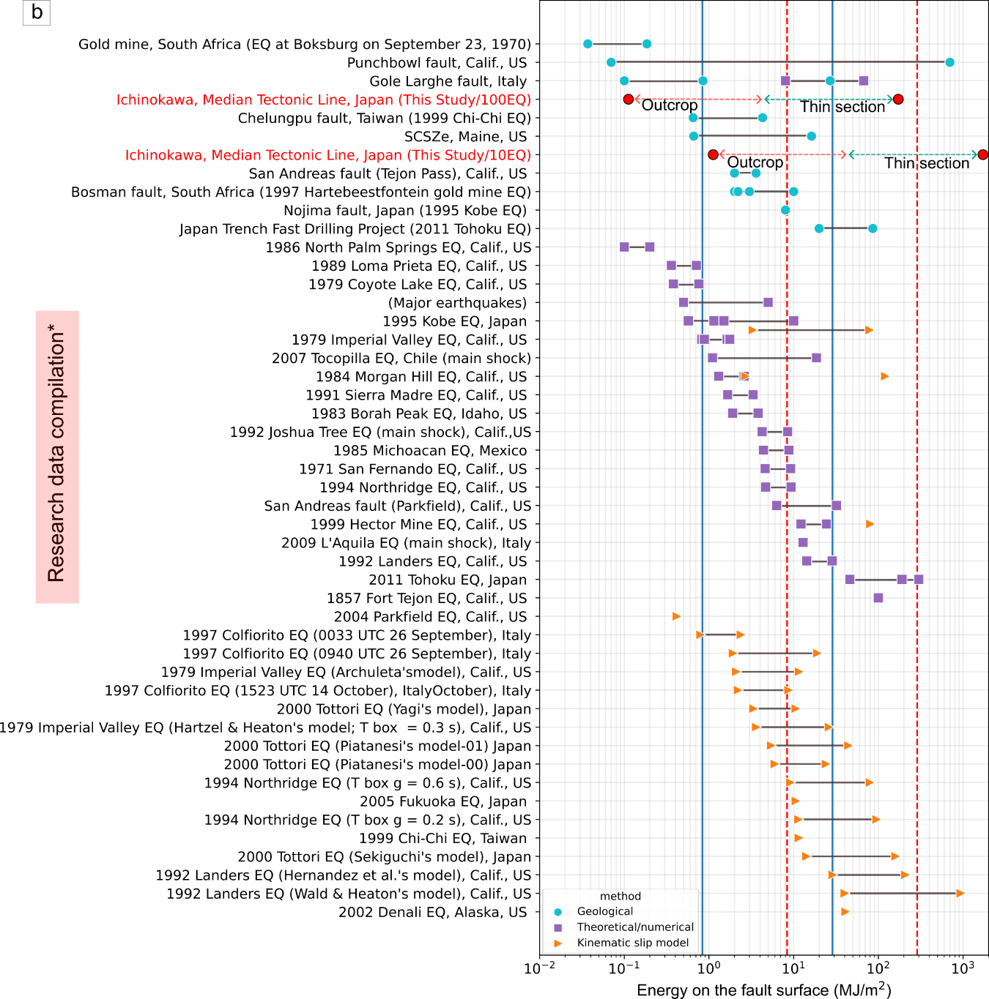 b
Gold mine, South Africa (EQ at Boksburg on September 23, 1970)
Punchbowl fault, Calif., US
Gole Larghe fault, Italy
Ichinokawa, Median Tectonic Line, Japan (This Study/100EQ)
Outcrop
Thin section
Chelungpu fault, Taiwan (1999 Chi-Chi EQ)
SCSZe, Maine, US
Ichinokawa, Median Tectonic Line, Japan (This Study/10EQ)
Outcrop
Thin section
San Andreas fault (Tejon Pass), Calif., US
Bosman fault, South Africa (1997 Hartebeestfontein gold mine EQ)
Nojima fault, Japan (1995 Kobe EQ)
Japan Trench Fast Drilling Project (2011 Tohoku EQ)
1986 North Palm Springs EQ, Calif., US
1989 Loma Prieta EQ, Calif., US
1979 Coyote Lake EQ, Calif., US
(Major earthquakes)
1995 Kobe EQ, Japan
1979 Imperial Valley EQ, Calif., US
2007 Tocopilla EQ, Chile (main shock)
1984 Morgan Hill EQ, Calif., US
1991 Sierra Madre EQ, Calif., US
1983 Borah Peak EQ, Idaho, US
1992 Joshua Tree EQ (main shock), Calif.,US
1985 Michoacan EQ, Mexico
1971 San Fernando EQ, Calif., US
1994 Northridge EQ, Calif., US
San Andreas fault (Parkfield), Calif., US
1999 Hector Mine EQ, Calif., US
2009 L'Aquila EQ (main shock), Italy
1992 Landers EQ, Calif., US
2011 Tohoku EQ, Japan
1857 Fort Tejon EQ, Calif., US
2004 Parkfield EQ, Calif., US
1997 Colfiorito EQ (0033 UTC 26 September), Italy
1997 Colfiorito EQ (0940 UTC 26 September), Italy
1979 Imperial Valley EQ (Archuleta'smodel), Calif., US
1997 Colfiorito EQ (1523 UTC 14 October), ItalyOctober), Italy
2000 Tottori EQ (Yagi's model), Japan
1979 Imperial Valley EQ (Hartzel & Heaton's model; T box  = 0.3 s), Calif., US
2000 Tottori EQ (Piatanesi's model-01) Japan
2000 Tottori EQ (Piatanesi's model-00) Japan
1994 Northridge EQ (T box g = 0.6 s), Calif., US
2005 Fukuoka EQ, Japan
1994 Northridge EQ (T box g = 0.2 s), Calif., US
1999 Chi-Chi EQ, Taiwan
2000 Tottori EQ (Sekiguchi's model), Japan
1992 Landers EQ (Hernandez et al.'s model), Calif., US
1992 Landers EQ (Wald & Heaton's model), Calif., US
2002 Denali EQ, Alaska, US
Research data compilation*
method
Geological
Theoretical/numerical
Kinematic slip model
10⁻² 10⁻¹ 10⁰ 10¹ 10² 10³
Energy on the fault surface (MJ/m²)